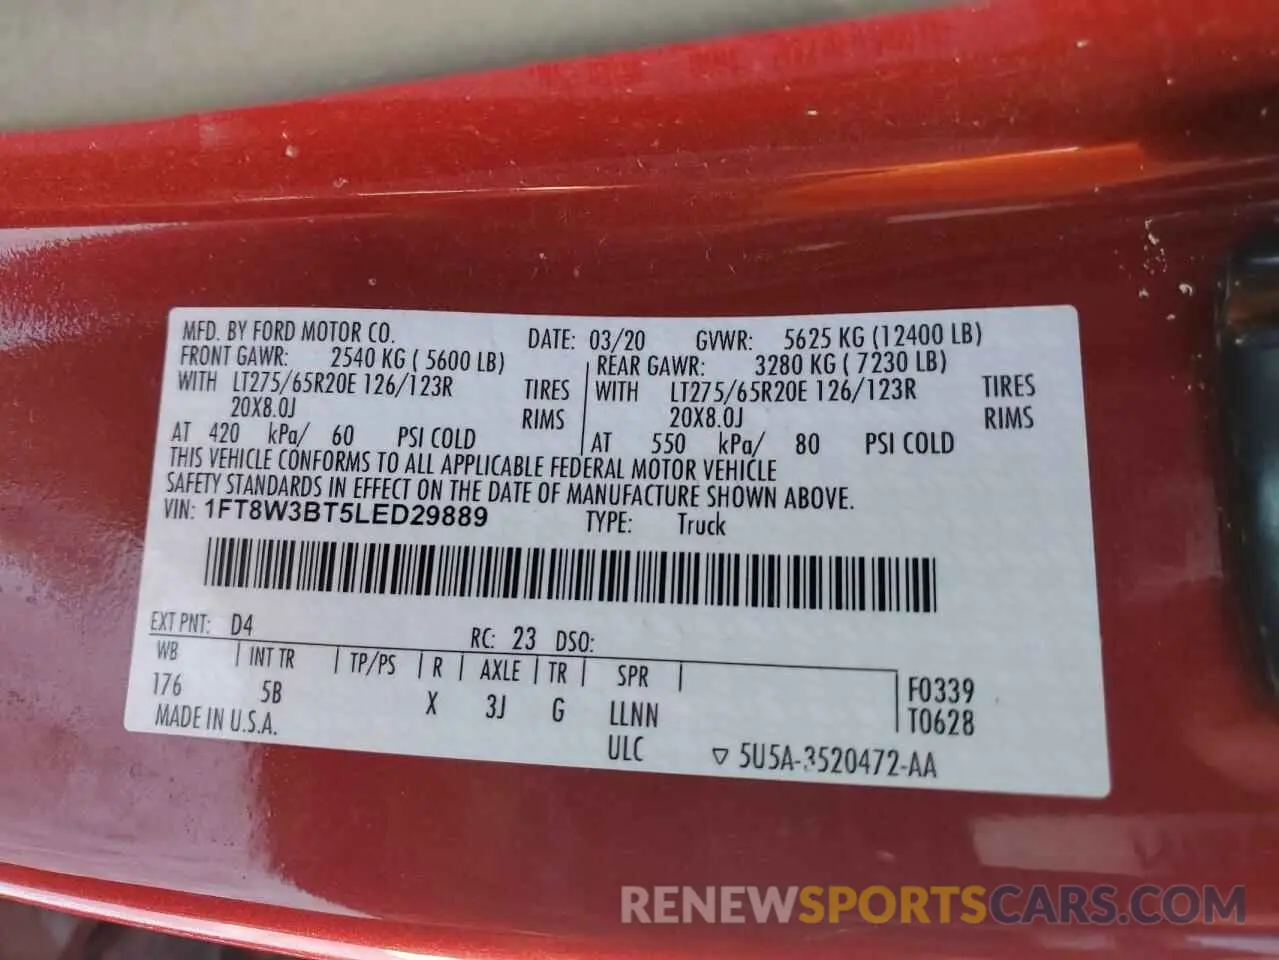 MFD. BY FORD MOTOR CO. DATE: 03/20 GVWR: 5625 KG (12400 LB)
FRONT GAWR: 2540 KG ( 5600 LB) REAR GAWR: 3280 KG ( 7230 LB)
WITH LT275/65R20E 126/123R TIRES WITH LT275/65R20E 126/123R TIRES
20X8.0J RIMS 20X8.0J RIMS
AT 420 kPa/ 60 PSI COLD AT 550 kPa/ 80 PSI COLD
THIS VEHICLE CONFORMS TO ALL APPLICABLE FEDERAL MOTOR VEHICLE
SAFETY STANDARDS IN EFFECT ON THE DATE OF MANUFACTURE SHOWN ABOVE.
VIN: 1FT8W3BT5LED29889 TYPE: Truck
EXT PNT: D4 RC: 23 DSO:
WB INT TR TP/PS R AXLE TR SPR
176 5B X 3J G LLNN F0339
MADE IN U.S.A. ULC T0628
▽ 5U5A-3520472-AA
RENEWSPORTSCARS.COM